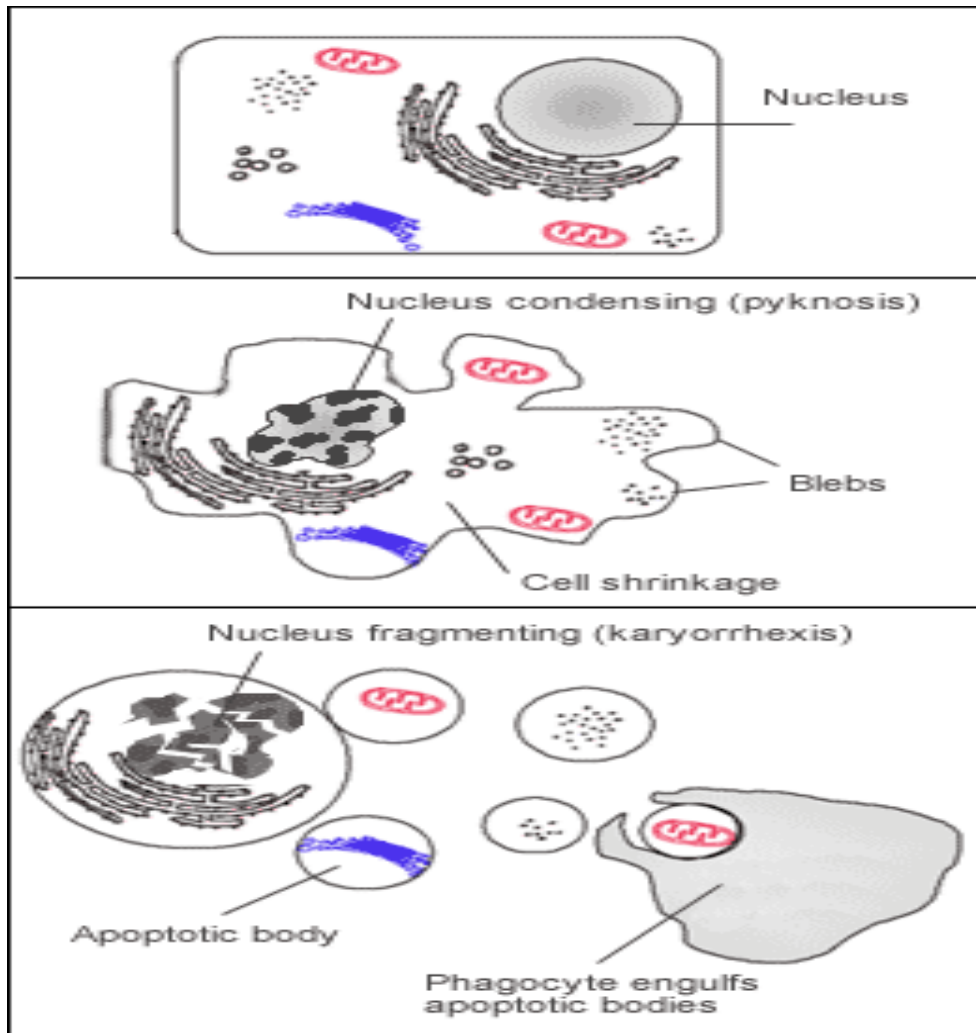 Nucleus
Nucleus condensing (pyknosis)
Blebs
Cell shrinkage
Nucleus fragmenting (karyorrhexis)
Apoptotic body
Phagocyte engulfs
apoptotic bodies